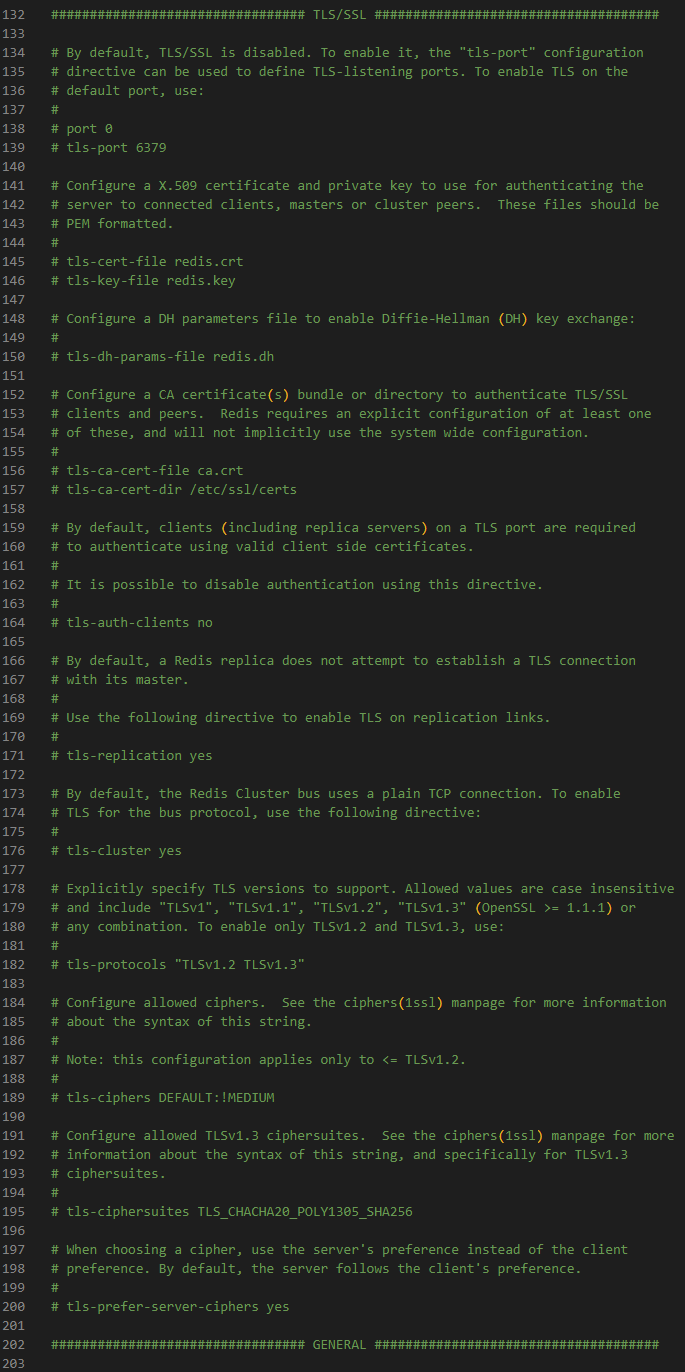 132 ################################# TLS/SSL #####################################
133
134 # By default, TLS/SSL is disabled. To enable it, the "tls-port" configuration
135 # directive can be used to define TLS-listening ports. To enable TLS on the
136 # default port, use:
137 #
138 # port 0
139 # tls-port 6379
140
141 # Configure a X.509 certificate and private key to use for authenticating the
142 # server to connected clients, masters or cluster peers.  These files should be
143 # PEM formatted.
144 #
145 # tls-cert-file redis.crt
146 # tls-key-file redis.key
147
148 # Configure a DH parameters file to enable Diffie-Hellman (DH) key exchange:
149 #
150 # tls-dh-params-file redis.dh
151
152 # Configure a CA certificate(s) bundle or directory to authenticate TLS/SSL
153 # clients and peers.  Redis requires an explicit configuration of at least one
154 # of these, and will not implicitly use the system wide configuration.
155 #
156 # tls-ca-cert-file ca.crt
157 # tls-ca-cert-dir /etc/ssl/certs
158
159 # By default, clients (including replica servers) on a TLS port are required
160 # to authenticate using valid client side certificates.
161 #
162 # It is possible to disable authentication using this directive.
163 #
164 # tls-auth-clients no
165
166 # By default, a Redis replica does not attempt to establish a TLS connection
167 # with its master.
168 #
169 # Use the following directive to enable TLS on replication links.
170 #
171 # tls-replication yes
172
173 # By default, the Redis Cluster bus uses a plain TCP connection. To enable
174 # TLS for the bus protocol, use the following directive:
175 #
176 # tls-cluster yes
177
178 # Explicitly specify TLS versions to support. Allowed values are case insensitive
179 # and include "TLSv1", "TLSv1.1", "TLSv1.2", "TLSv1.3" (OpenSSL >= 1.1.1) or
180 # any combination. To enable only TLSv1.2 and TLSv1.3, use:
181 #
182 # tls-protocols "TLSv1.2 TLSv1.3"
183
184 # Configure allowed ciphers.  See the ciphers(1ssl) manpage for more information
185 # about the syntax of this string.
186 #
187 # Note: this configuration applies only to <= TLSv1.2.
188 #
189 # tls-ciphers DEFAULT:!MEDIUM
190
191 # Configure allowed TLSv1.3 ciphersuites.  See the ciphers(1ssl) manpage for more
192 # information about the syntax of this string, and specifically for TLSv1.3
193 # ciphersuites.
194 #
195 # tls-ciphersuites TLS_CHACHA20_POLY1305_SHA256
196
197 # When choosing a cipher, use the server's preference instead of the client
198 # preference. By default, the server follows the client's preference.
199 #
200 # tls-prefer-server-ciphers yes
201
202 ################################# GENERAL #####################################
203